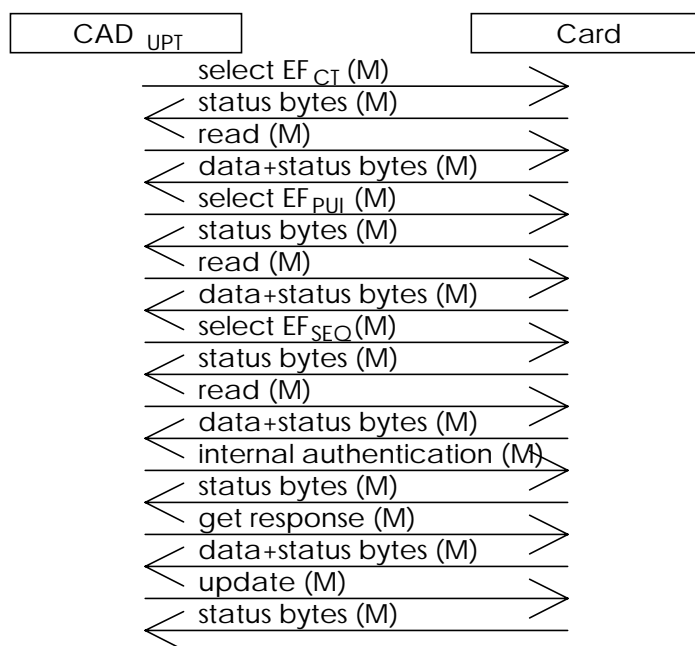 CAD UPT Card
select EF CT (M)
status bytes (M)
read (M)
data+status bytes (M)
select EF PUI (M)
status bytes (M)
read (M)
data+status bytes (M)
select EF SEQ (M)
status bytes (M)
read (M)
data+status bytes (M)
internal authentication (M)
status bytes (M)
get response (M)
data+status bytes (M)
update (M)
status bytes (M)